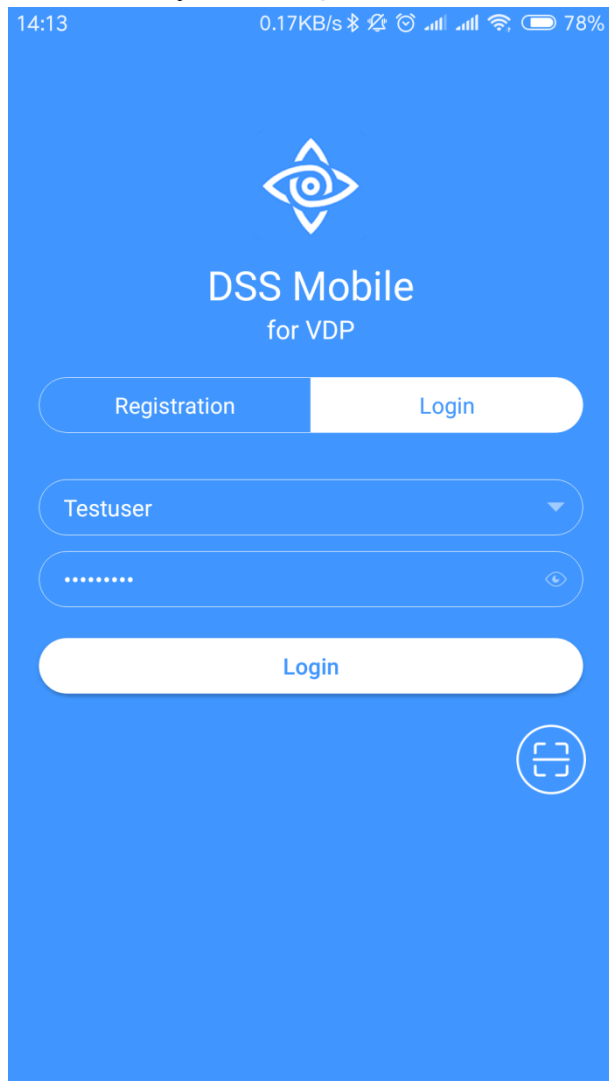 14:13 0.17KB/s 78%
DSS Mobile
for VDP
Registration Login
Testuser
•••••••••
Login